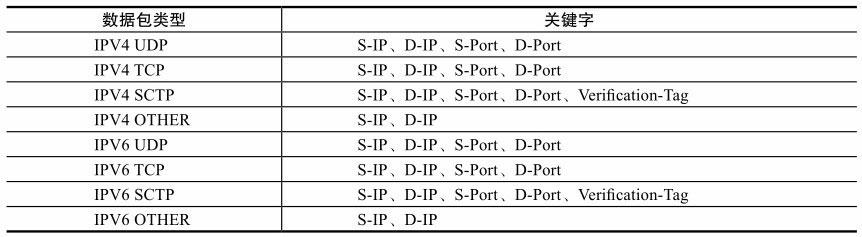 数据包类型 关键字
IPV4 UDP S-IP、D-IP、S-Port、D-Port
IPV4 TCP S-IP、D-IP、S-Port、D-Port
IPV4 SCTP S-IP、D-IP、S-Port、D-Port、Verification-Tag
IPV4 OTHER S-IP、D-IP
IPV6 UDP S-IP、D-IP、S-Port、D-Port
IPV6 TCP S-IP、D-IP、S-Port、D-Port
IPV6 SCTP S-IP、D-IP、S-Port、D-Port、Verification-Tag
IPV6 OTHER S-IP、D-IP